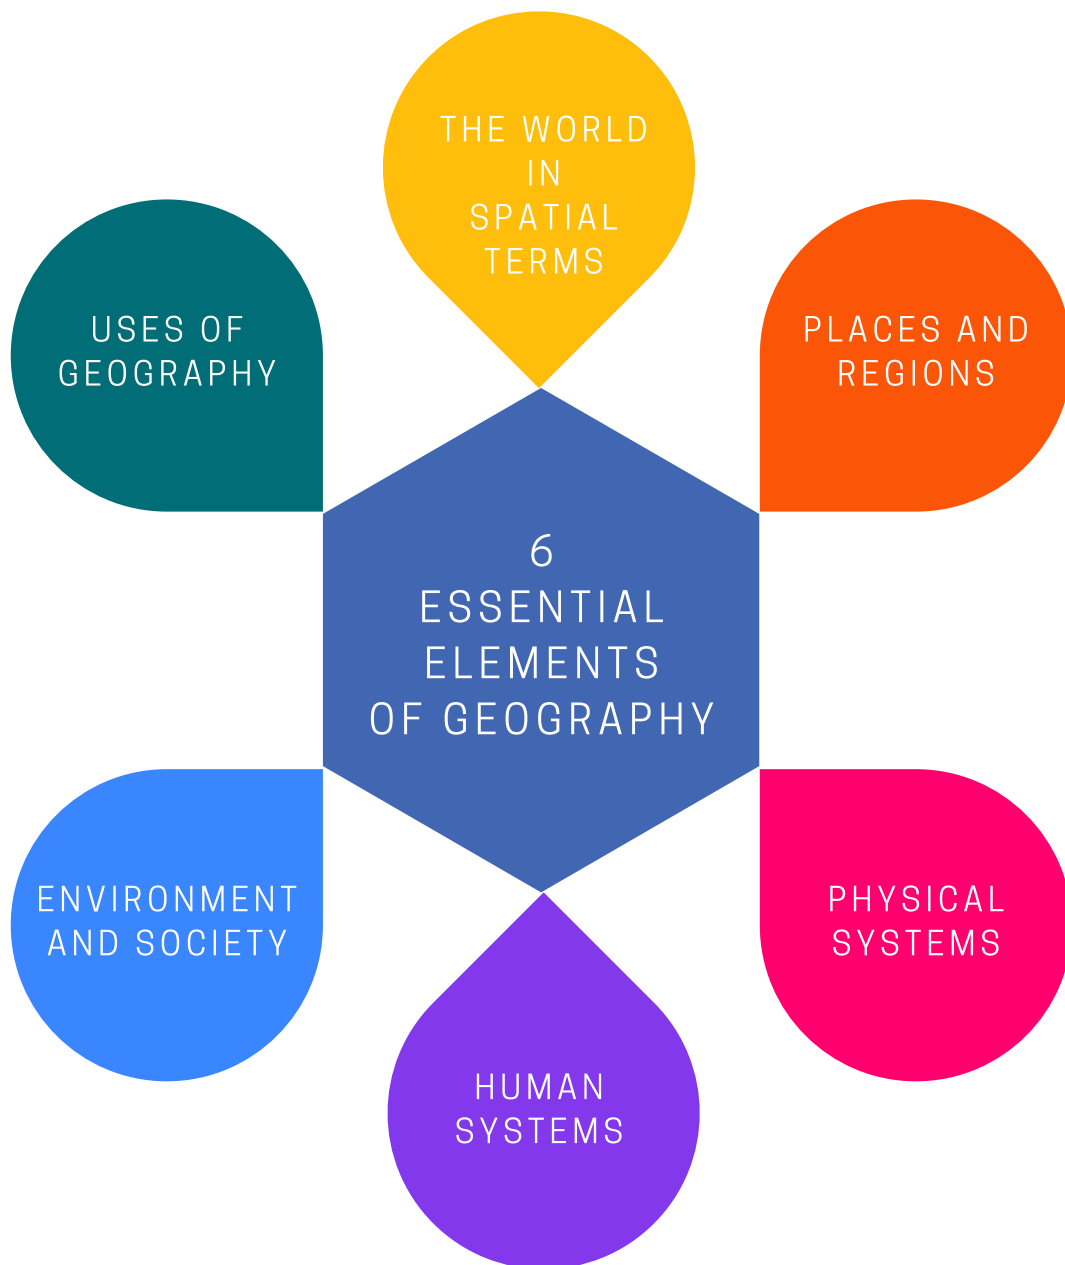 THE WORLD
IN
SPATIAL
TERMS
USES OF
GEOGRAPHY
PLACES AND
REGIONS
6
ESSENTIAL
ELEMENTS
OF GEOGRAPHY
ENVIRONMENT
AND SOCIETY
PHYSICAL
SYSTEMS
HUMAN
SYSTEMS